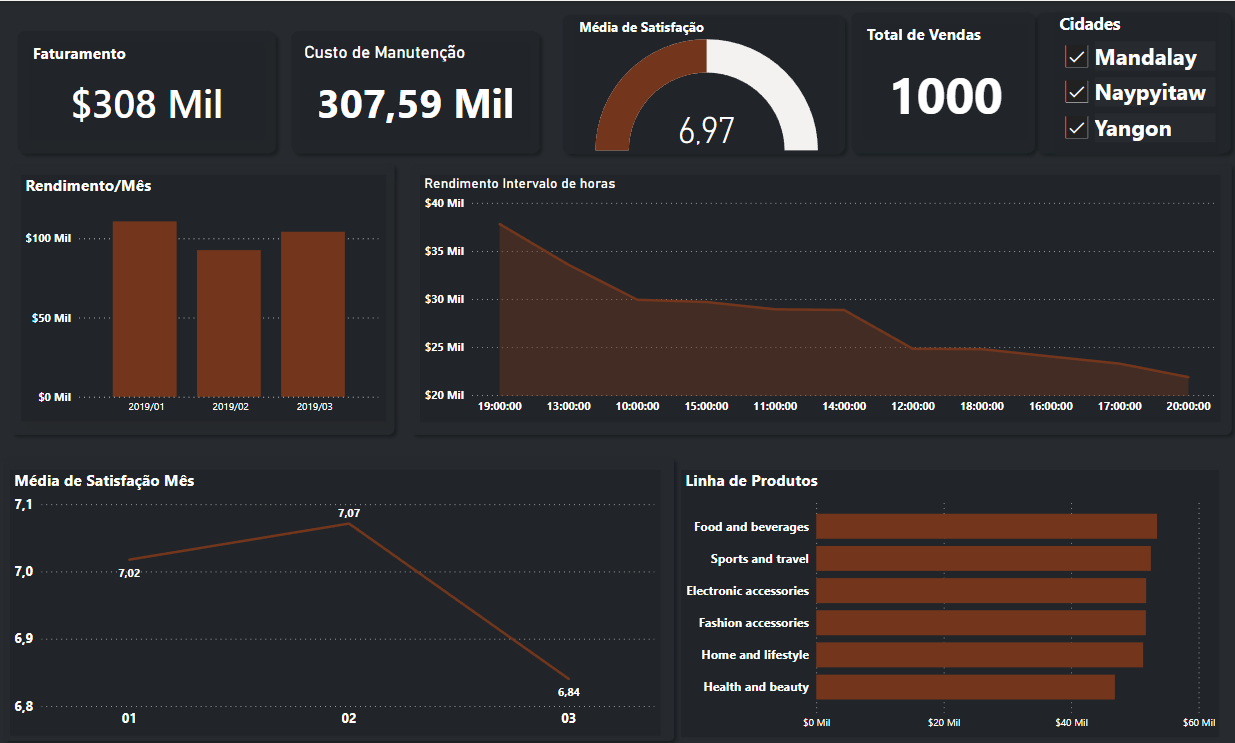 Faturamento
$308 Mil
Custo de Manutenção
307,59 Mil
Média de Satisfação
6,97
Total de Vendas
1000
Cidades
Mandalay
Naypyitaw
Yangon
Rendimento/Mês
$100 Mil
$50 Mil
$0 Mil
2019/01 2019/02 2019/03
Rendimento Intervalo de horas
$40 Mil
$35 Mil
$30 Mil
$25 Mil
$20 Mil
19:00:00 13:00:00 10:00:00 15:00:00 11:00:00 14:00:00 12:00:00 18:00:00 16:00:00 17:00:00 20:00:00
Média de Satisfação Mês
7,1
7,07
7,02
7,0
6,9
6,84
6,8
01 02 03
Linha de Produtos
Food and beverages
Sports and travel
Electronic accessories
Fashion accessories
Home and lifestyle
Health and beauty
$0 Mil $20 Mil $40 Mil $60 Mil